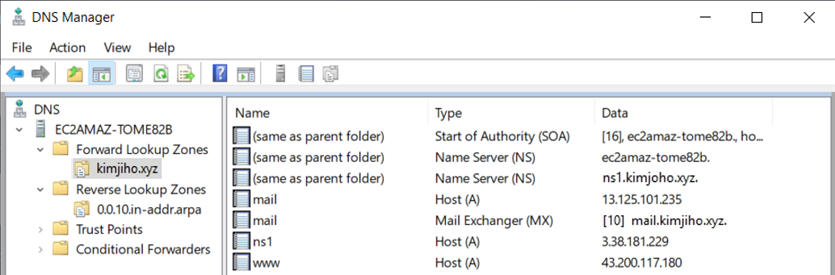 DNS Manager
File Action View Help
DNS
EC2AMAZ-TOME82B
Forward Lookup Zones
kimjiho.xyz
Reverse Lookup Zones
0.0.10.in-addr.arpa
Trust Points
Conditional Forwarders
Name Type Data
(same as parent folder) Start of Authority (SOA) [16], ec2amaz-tome82b., ho...
(same as parent folder) Name Server (NS) ec2amaz-tome82b.
(same as parent folder) Name Server (NS) ns1.kimjoho.xyz.
mail Host (A) 13.125.101.235
mail Mail Exchanger (MX) [10] mail.kimjiho.xyz.
ns1 Host (A) 3.38.181.229
www Host (A) 43.200.117.180